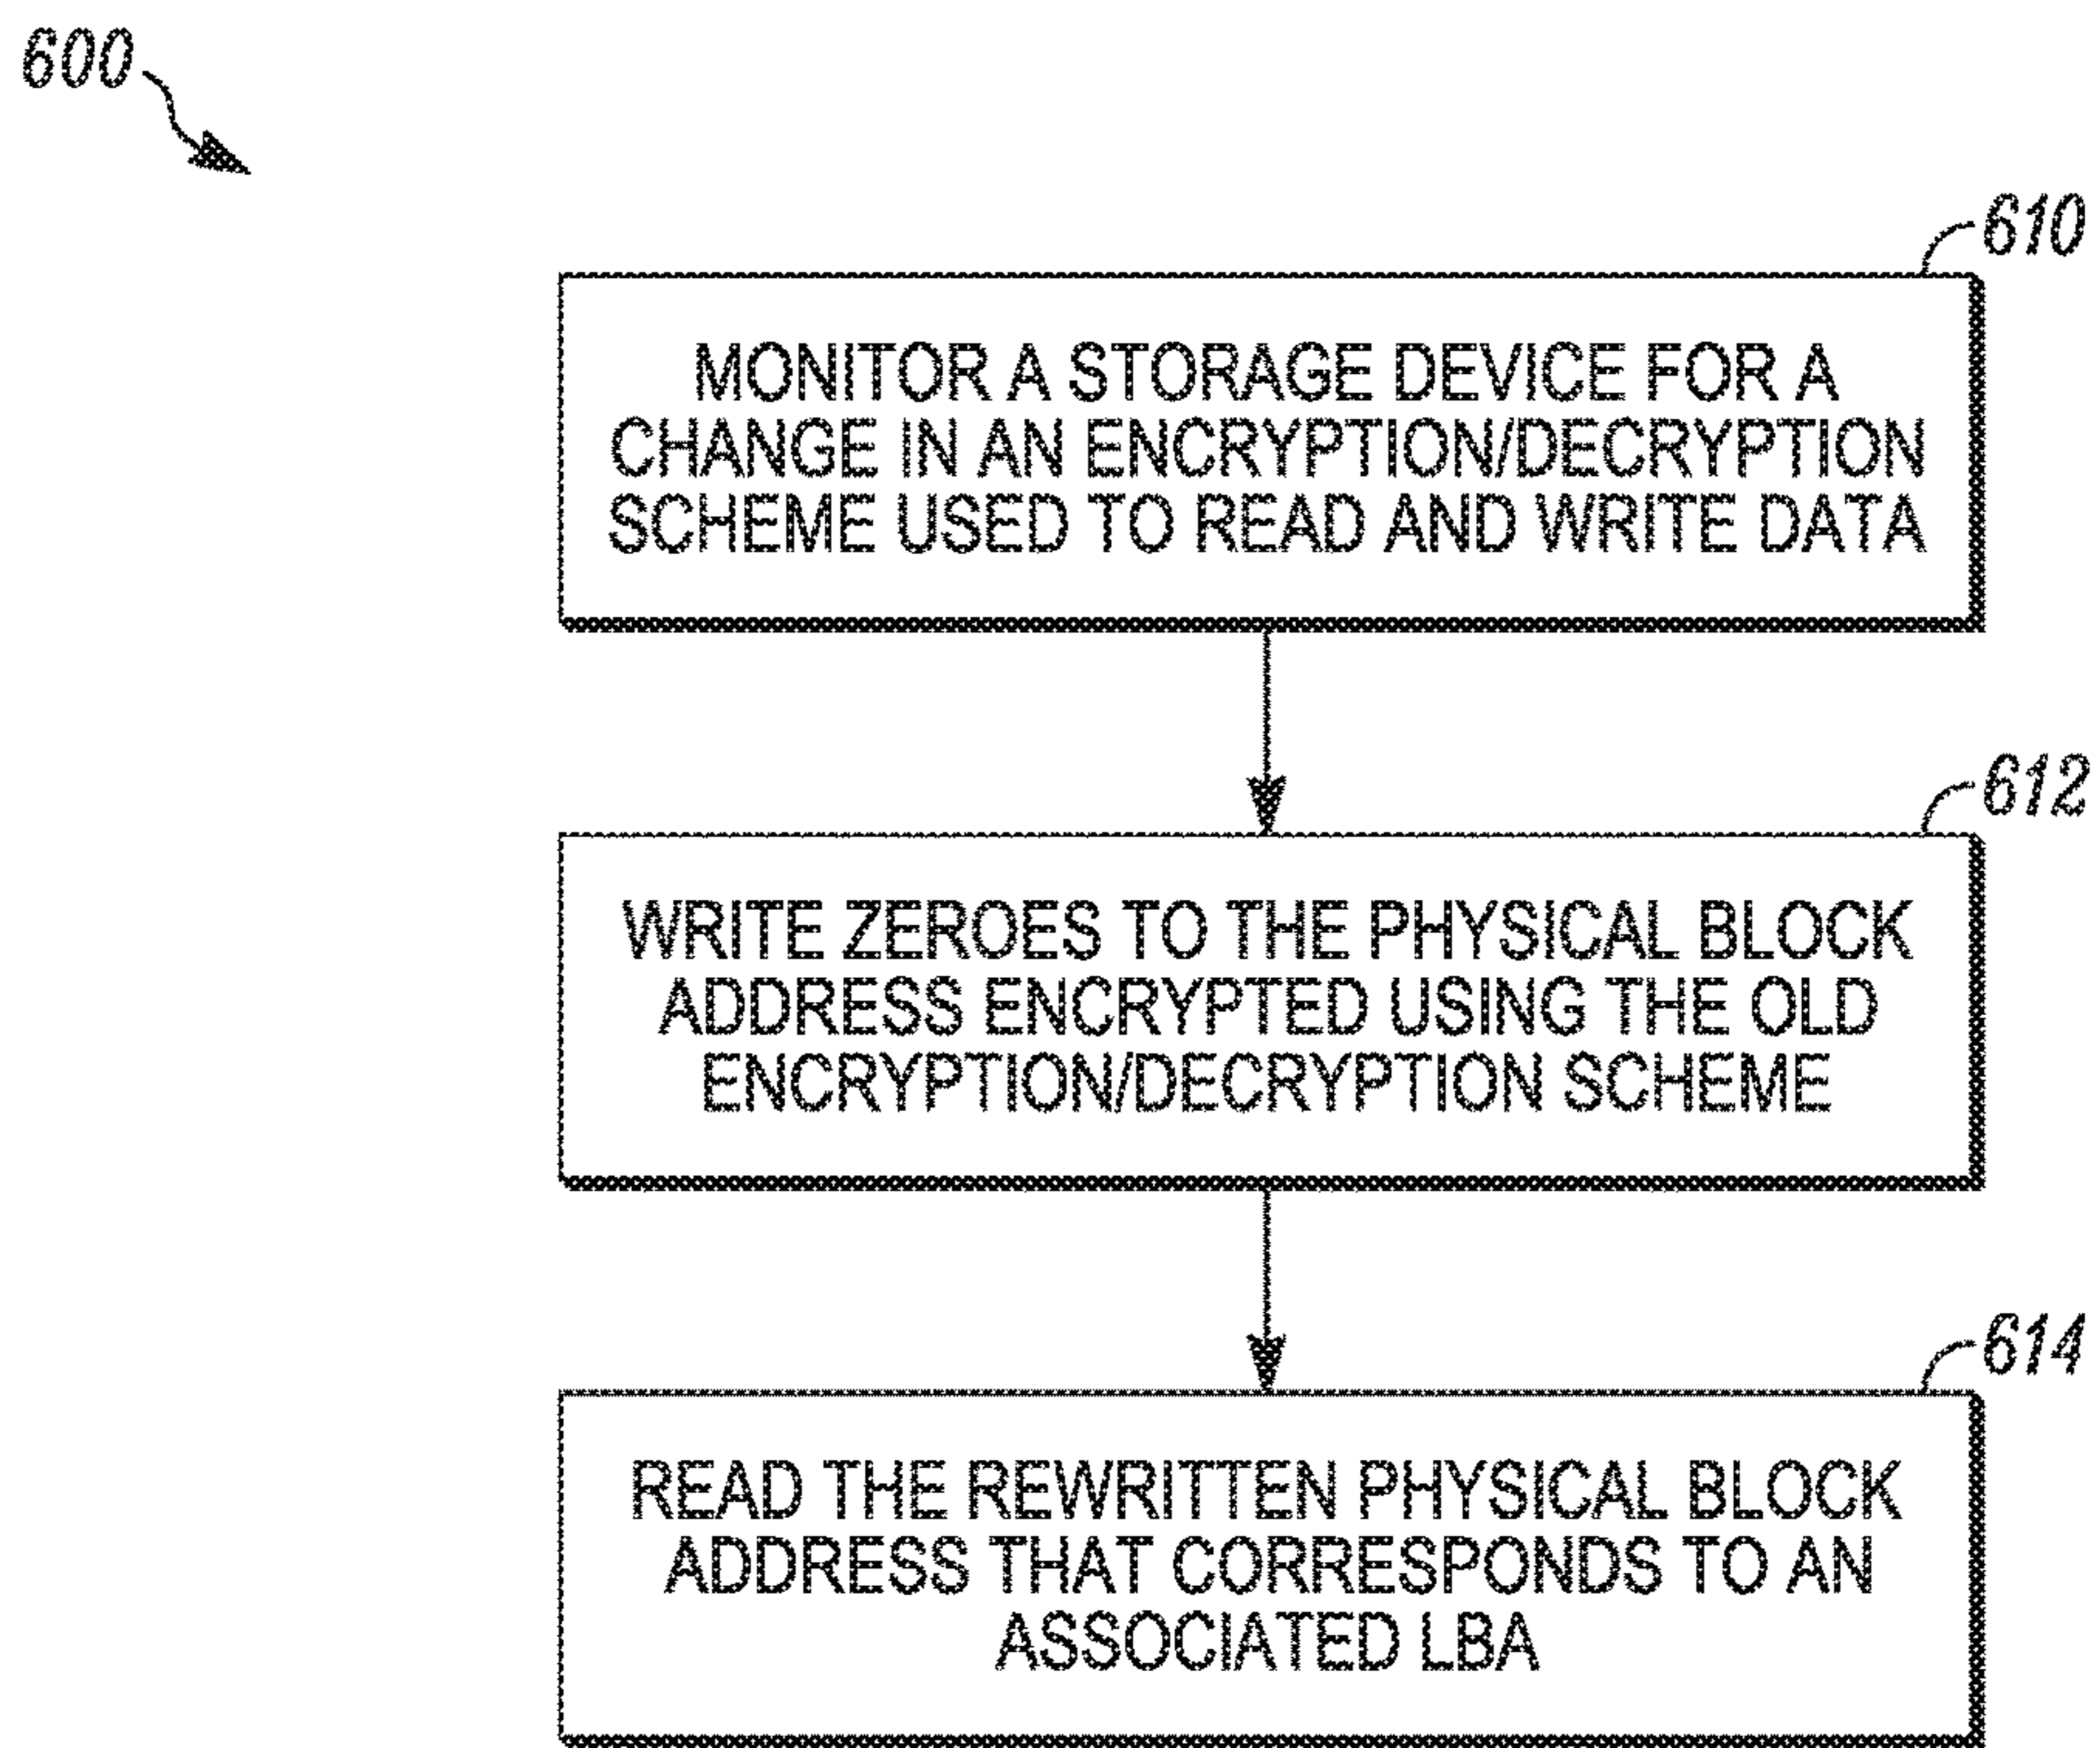 600
610
MONITOR A STORAGE DEVICE FOR A
CHANGE IN AN ENCRYPTION/DECRYPTION
SCHEME USED TO READ AND WRITE DATA
612
WRITE ZEROES TO THE PHYSICAL BLOCK
ADDRESS ENCRYPTED USING THE OLD
ENCRYPTION/DECRYPTION SCHEME
614
READ THE REWRITTEN PHYSICAL BLOCK
ADDRESS THAT CORRESPONDS TO AN
ASSOCIATED LBA